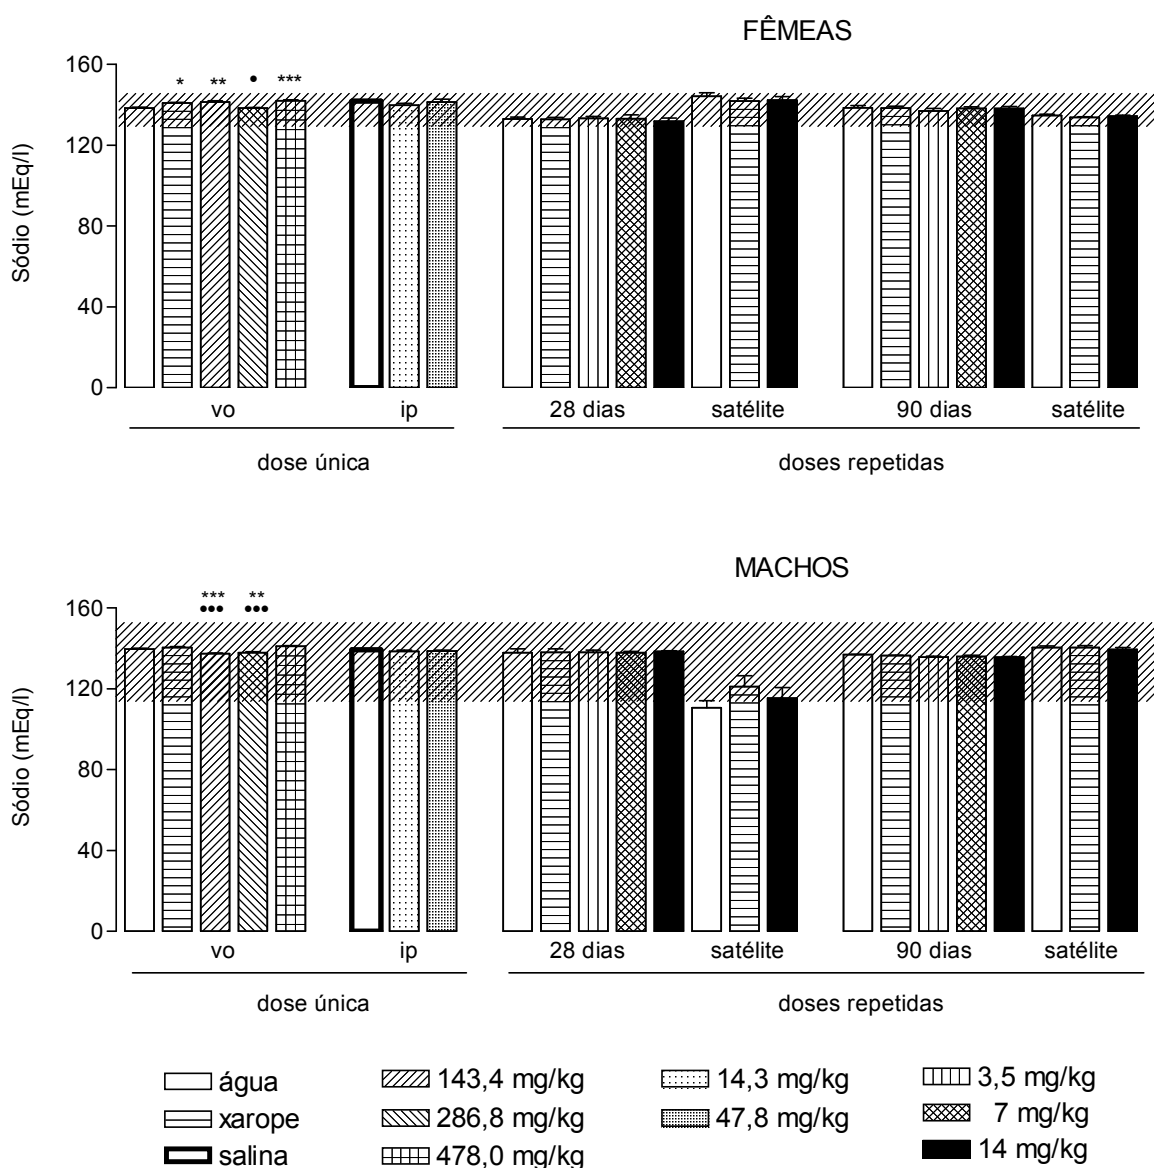 FÊMEAS
160
120
80
40
0
Sódio (mEq/l)
* ** • ***
vo ip 28 dias satélite 90 dias satélite
dose única doses repetidas
MACHOS
160
120
80
40
0
Sódio (mEq/l)
*** **
••• •••
vo ip 28 dias satélite 90 dias satélite
dose única doses repetidas
água 143,4 mg/kg 14,3 mg/kg 3,5 mg/kg
xarope 286,8 mg/kg 47,8 mg/kg 7 mg/kg
salina 478,0 mg/kg 14 mg/kg